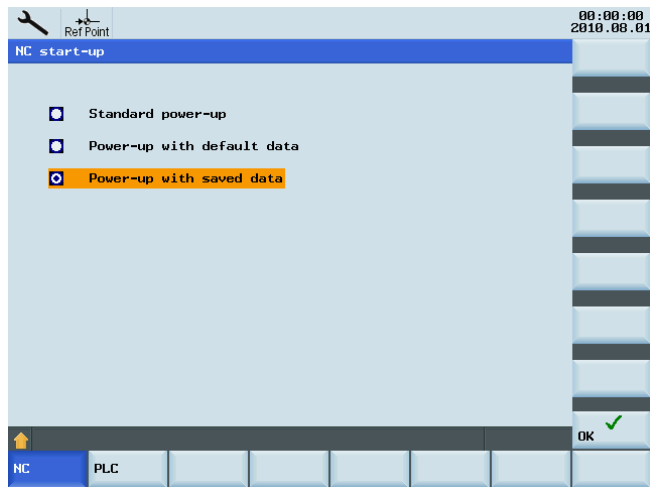 Ref Point
00:00:00
2010.08.01
NC start-up
Standard power-up
Power-up with default data
Power-up with saved data
OK
NC
PLC